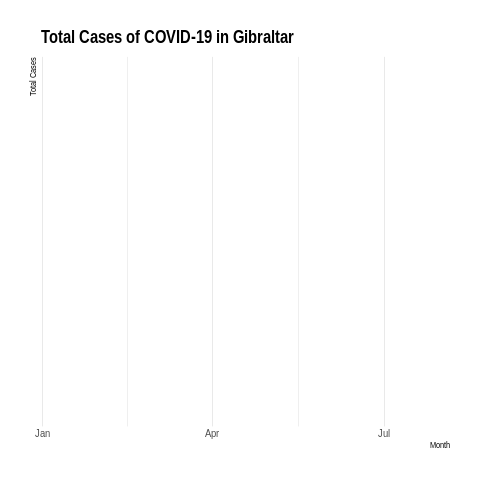 Total Cases of COVID-19 in Gibraltar
Total Cases
Jan
Apr
Jul
Month